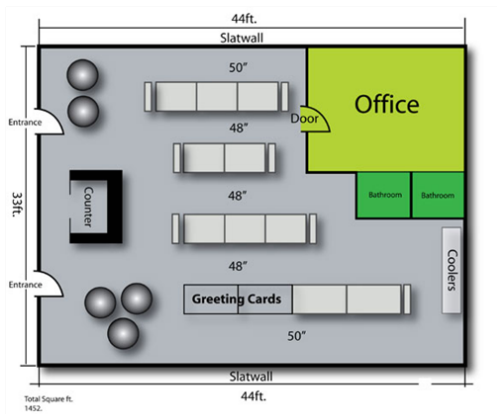 44ft.
Slatwall
50"
Office
Entrance
Door
48"
Bathroom
Bathroom
48"
Counter
33ft.
48"
Coolers
Entrance
Greeting Cards
50"
Slatwall
44ft.
Total Square ft.
1452.